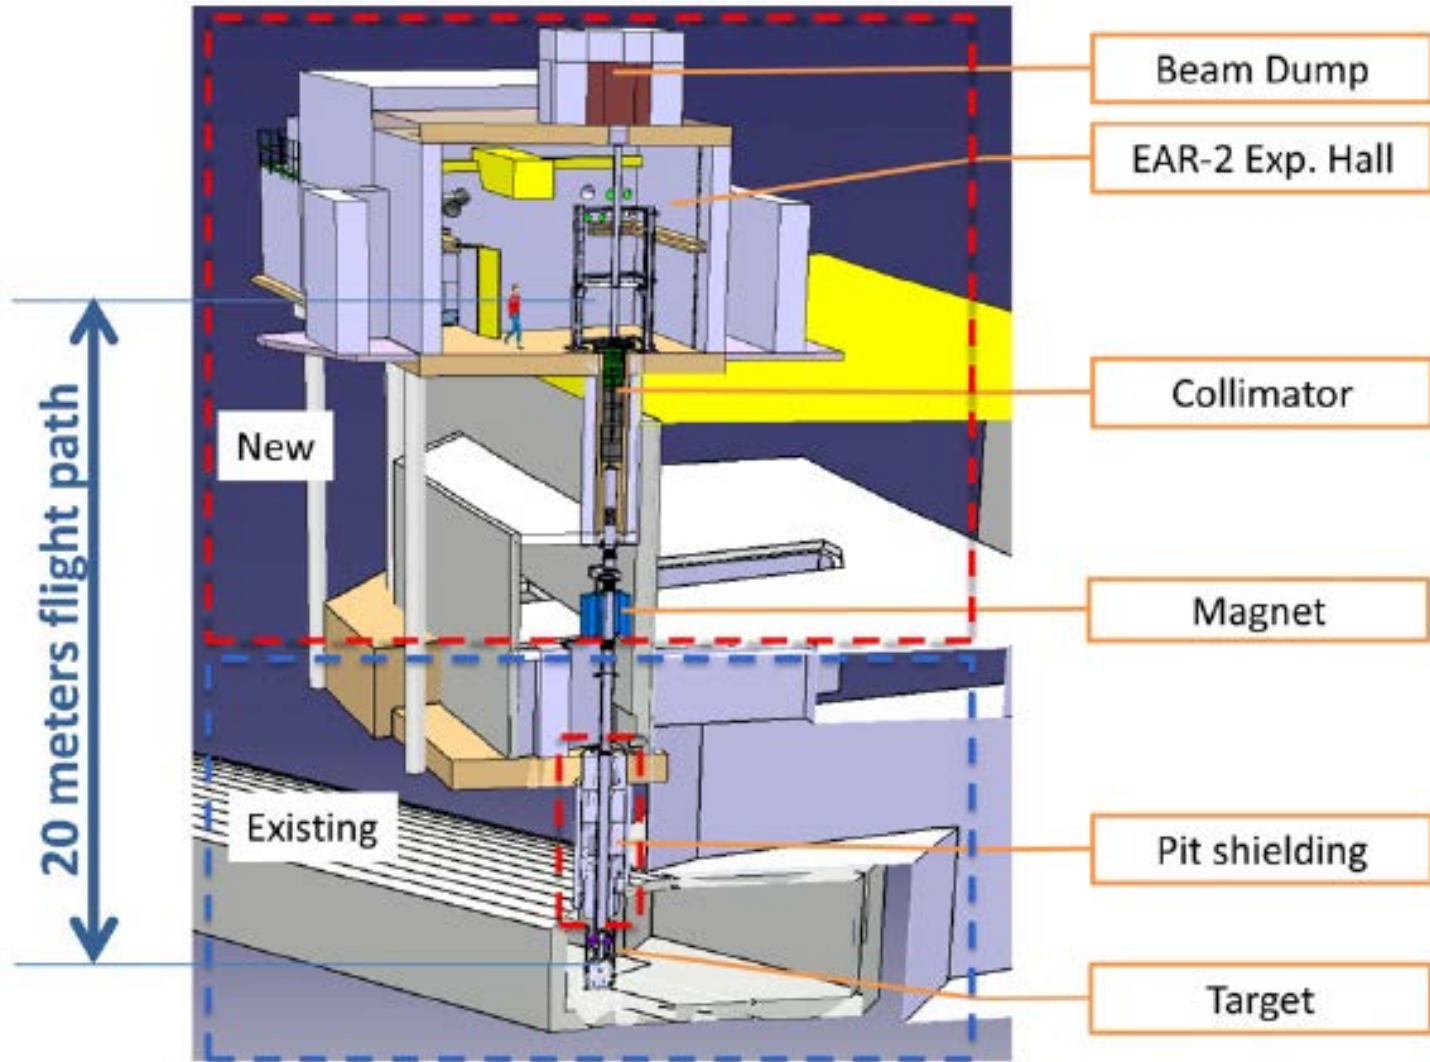 Beam Dump
EAR-2 Exp. Hall
Collimator
New
20 meters flight path
Magnet
Existing
Pit shielding
Target